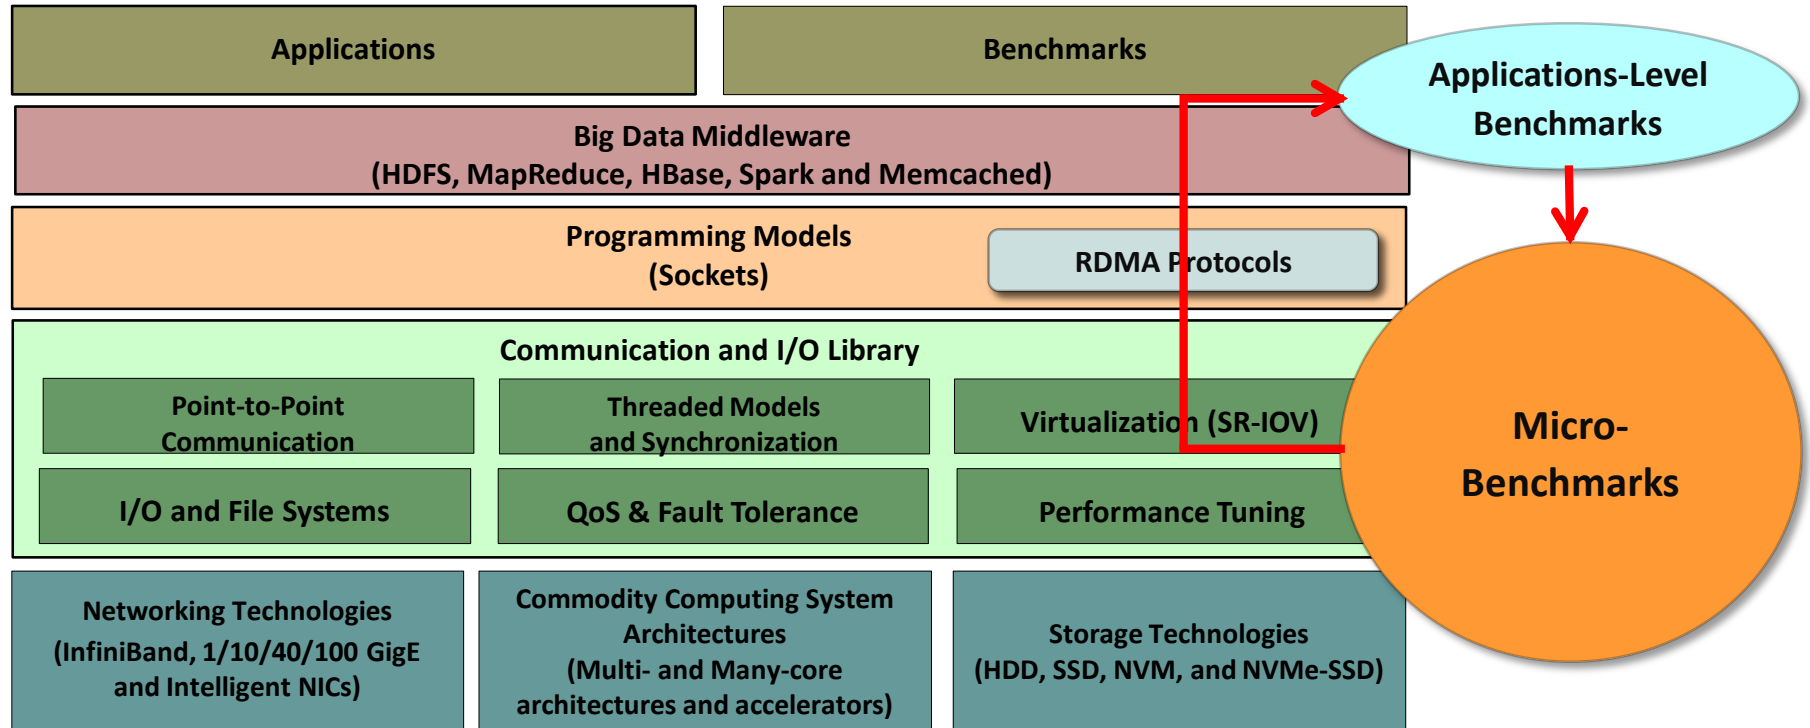 Applications
Benchmarks
Applications-Level
Benchmarks
Big Data Middleware
(HDFS, MapReduce, HBase, Spark and Memcached)
Programming Models
(Sockets)
RDMA Protocols
Communication and I/O Library
Point-to-Point
Communication
Threaded Models
and Synchronization
Virtualization (SR-IOV)
Micro-
Benchmarks
I/O and File Systems
QoS & Fault Tolerance
Performance Tuning
Networking Technologies
(InfiniBand, 1/10/40/100 GigE
and Intelligent NICs)
Commodity Computing System
Architectures
(Multi- and Many-core
architectures and accelerators)
Storage Technologies
(HDD, SSD, NVM, and NVMe-SSD)